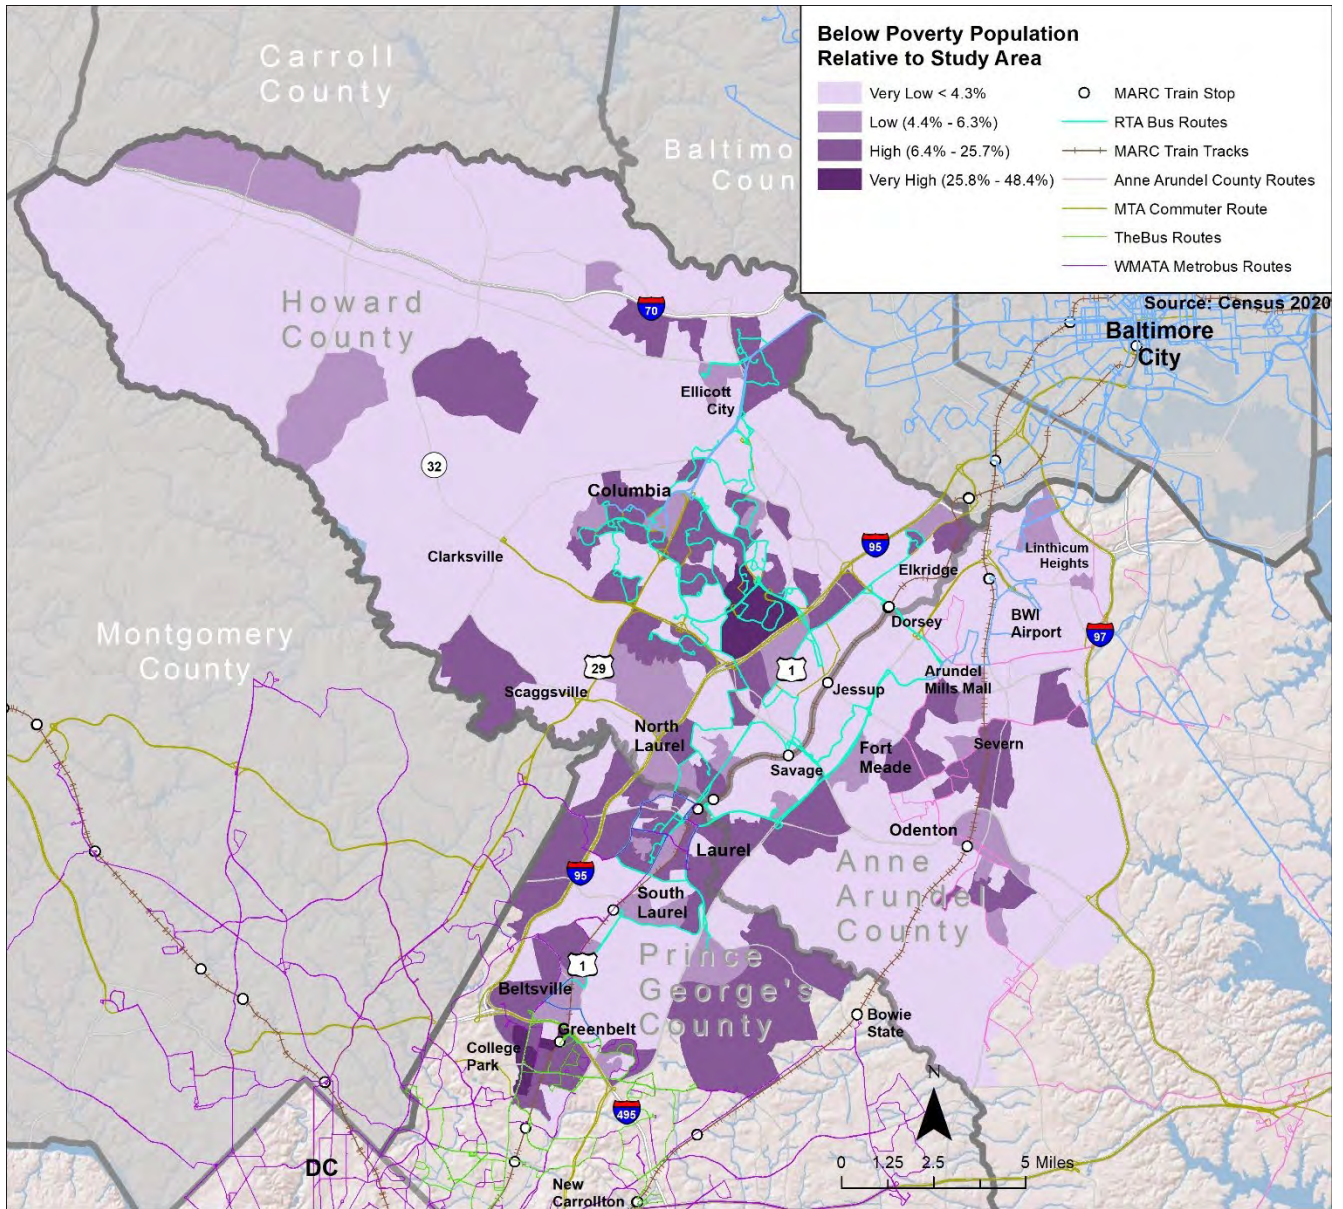 Below Poverty Population
Relative to Study Area
Very Low < 4.3%
Low (4.4% - 6.3%)
High (6.4% - 25.7%)
Very High (25.8% - 48.4%)
MARC Train Stop
RTA Bus Routes
MARC Train Tracks
Anne Arundel County Routes
MTA Commuter Route
TheBus Routes
WMATA Metrobus Routes
Source: Census 2020
Carroll
County
Baltimo
Coun
Baltimore
City
Howard
County
70
Ellicott
City
32
Columbia
Clarksville
95
Elkridge
Linthicum
Heights
Dorsey
BWI
Airport
97
Montgomery
County
29
1
Scaggsville
Jessup
Arundel
Mills Mall
North
Laurel
Fort
Meade
Severn
Savage
Odenton
Laurel
95
Anne
Arundel
County
South
Laurel
Prince
George's
County
1
Beltsville
Greenbelt
College
Park
Bowie
State
495
DC
New
Carrollton
N
0 1.25 2.5 5 Miles